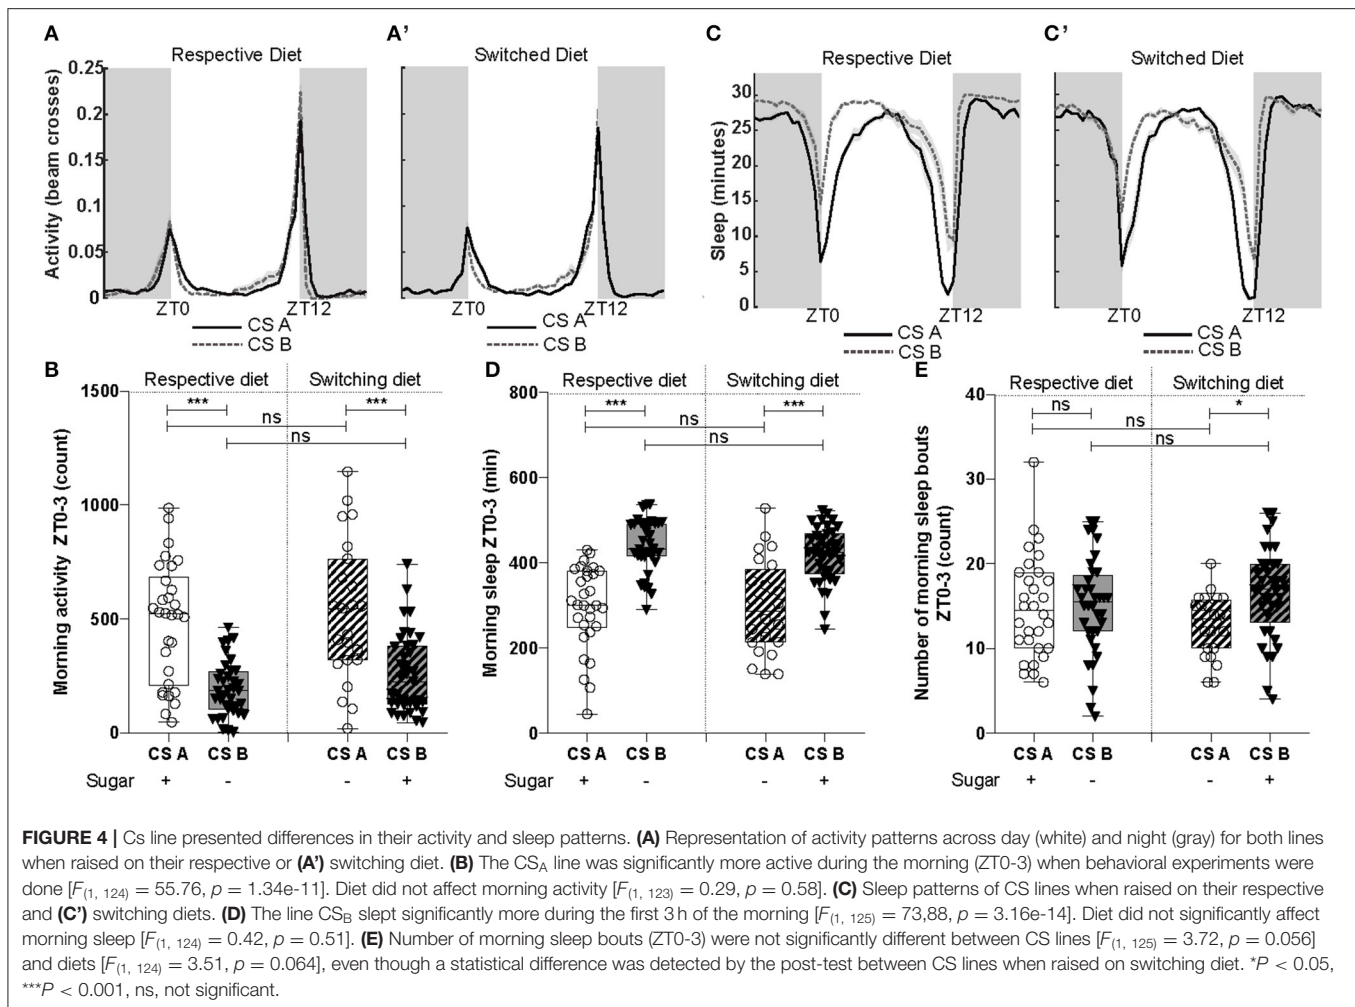 A
Respective Diet
A'
Switched Diet
C
Respective Diet
C'
Switched Diet
Activity (beam crosses)
0.25
0.2
0.15
0.1
0.05
0
ZT0
ZT12
CS A
CS B
ZT0
ZT12
CS A
CS B
Sleep (minutes)
30
25
20
15
10
5
0
ZT0
ZT12
CS A
CS B
ZT0
ZT12
CS A
CS B
B
Respective diet
Switching diet
Morning activity ZT0-3 (count)
1500
1000
500
0
***
***
ns
ns
CS A
CS B
CS A
CS B
Sugar
+
-
-
+
D
Respective diet
Switching diet
Morning sleep ZT0-3 (min)
800
600
400
200
0
***
***
ns
ns
CS A
CS B
CS A
CS B
+
-
-
+
E
Respective diet
Switching diet
Number of morning sleep bouts
ZT0-3 (count)
40
30
20
10
0
ns
*
ns
ns
CS A
CS B
CS A
CS B
Sugar
+
-
-
+
FIGURE 4 | Cs line presented differences in their activity and sleep patterns. (A) Representation of activity patterns across day (white) and night (gray) for both lines
when raised on their respective or (A') switching diet. (B) The CSA line was significantly more active during the morning (ZT0-3) when behavioral experiments were
done [F(1, 124) = 55.76, p = 1.34e-11]. Diet did not affect morning activity [F(1, 123) = 0.29, p = 0.58]. (C) Sleep patterns of CS lines when raised on their respective
and (C') switching diets. (D) The line CSB slept significantly more during the first 3 h of the morning [F(1, 125) = 73,88, p = 3.16e-14]. Diet did not significantly affect
morning sleep [F(1, 124) = 0.42, p = 0.51]. (E) Number of morning sleep bouts (ZT0-3) were not significantly different between CS lines [F(1, 125) = 3.72, p = 0.056]
and diets [F(1, 124) = 3.51, p = 0.064], even though a statistical difference was detected by the post-test between CS lines when raised on switching diet. *P < 0.05,
***P < 0.001, ns, not significant.